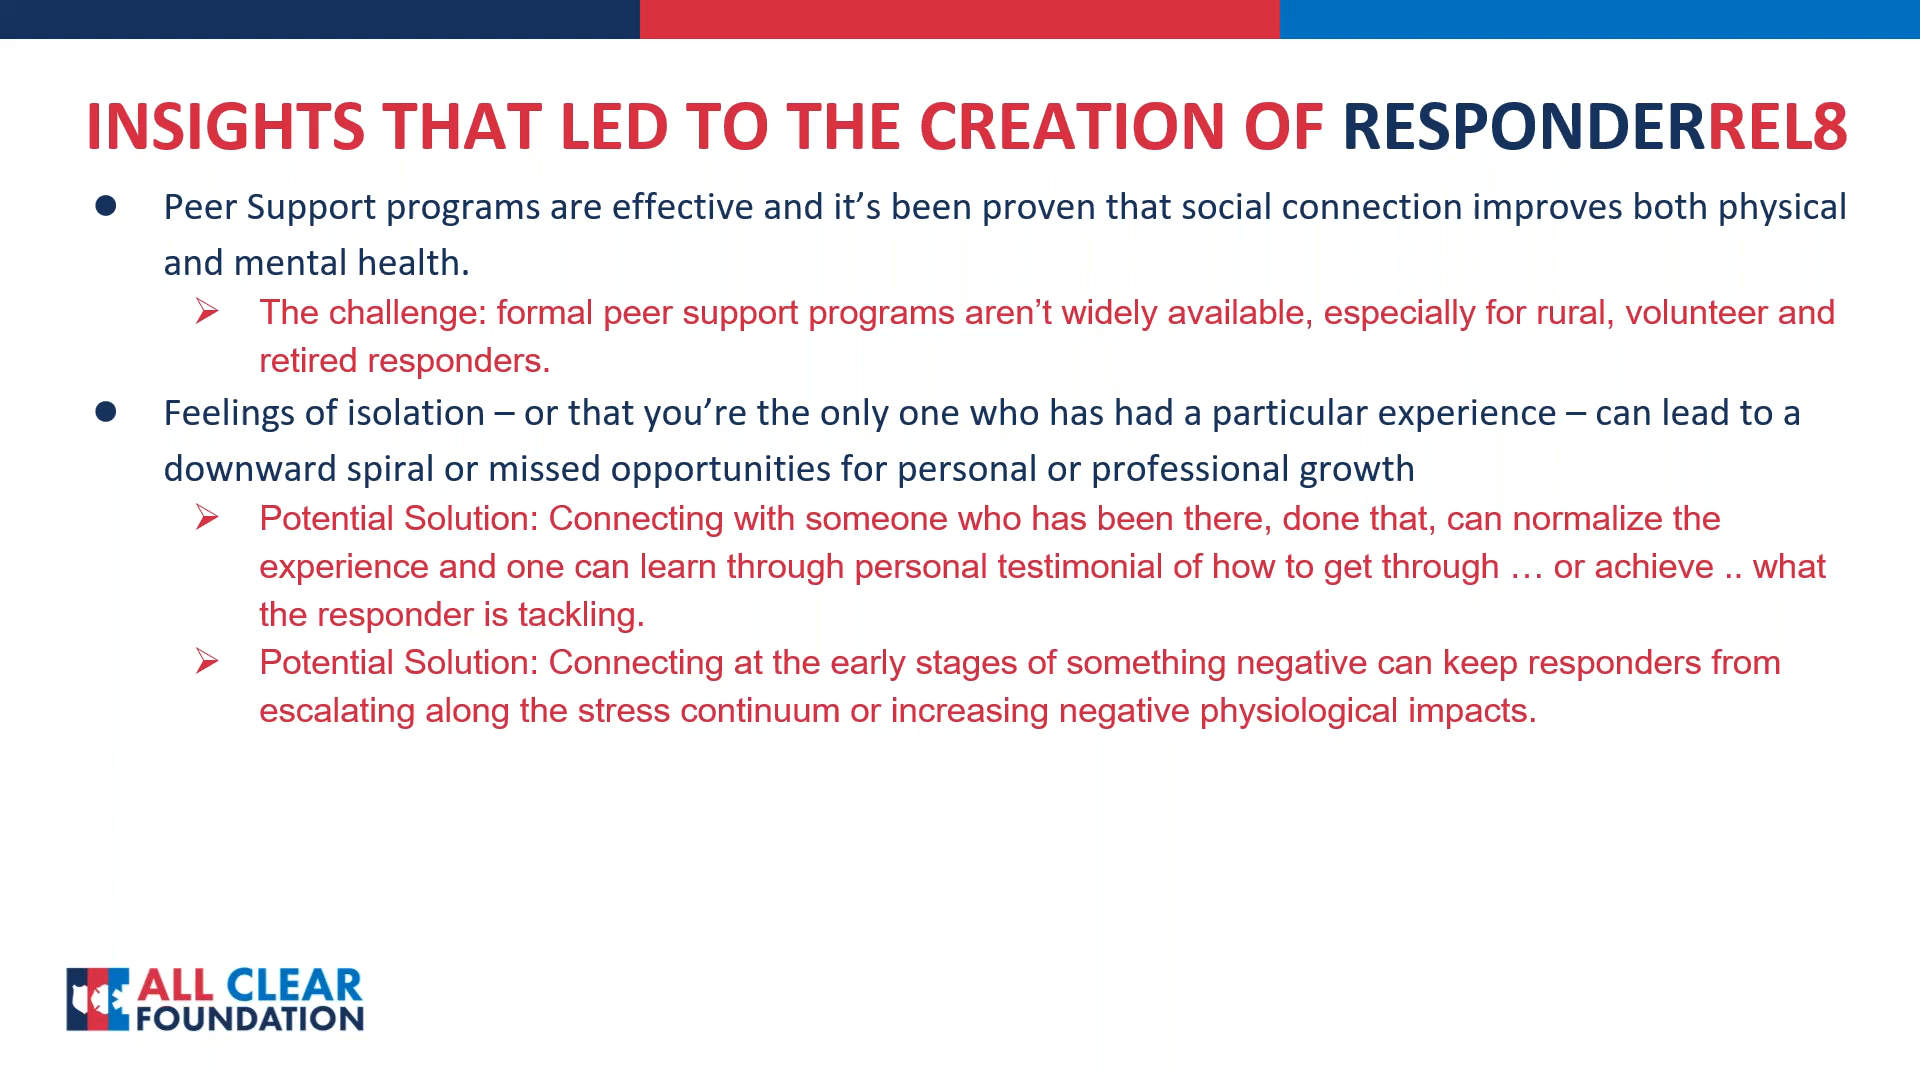 INSIGHTS THAT LED TO THE CREATION OF RESPONDERREL8
● Peer Support programs are effective and it’s been proven that social connection improves both physical
and mental health.
➢ The challenge: formal peer support programs aren’t widely available, especially for rural, volunteer and
retired responders.
● Feelings of isolation – or that you’re the only one who has had a particular experience – can lead to a
downward spiral or missed opportunities for personal or professional growth
➢ Potential Solution: Connecting with someone who has been there, done that, can normalize the
experience and one can learn through personal testimonial of how to get through … or achieve .. what
the responder is tackling.
➢ Potential Solution: Connecting at the early stages of something negative can keep responders from
escalating along the stress continuum or increasing negative physiological impacts.
ALL CLEAR
FOUNDATION